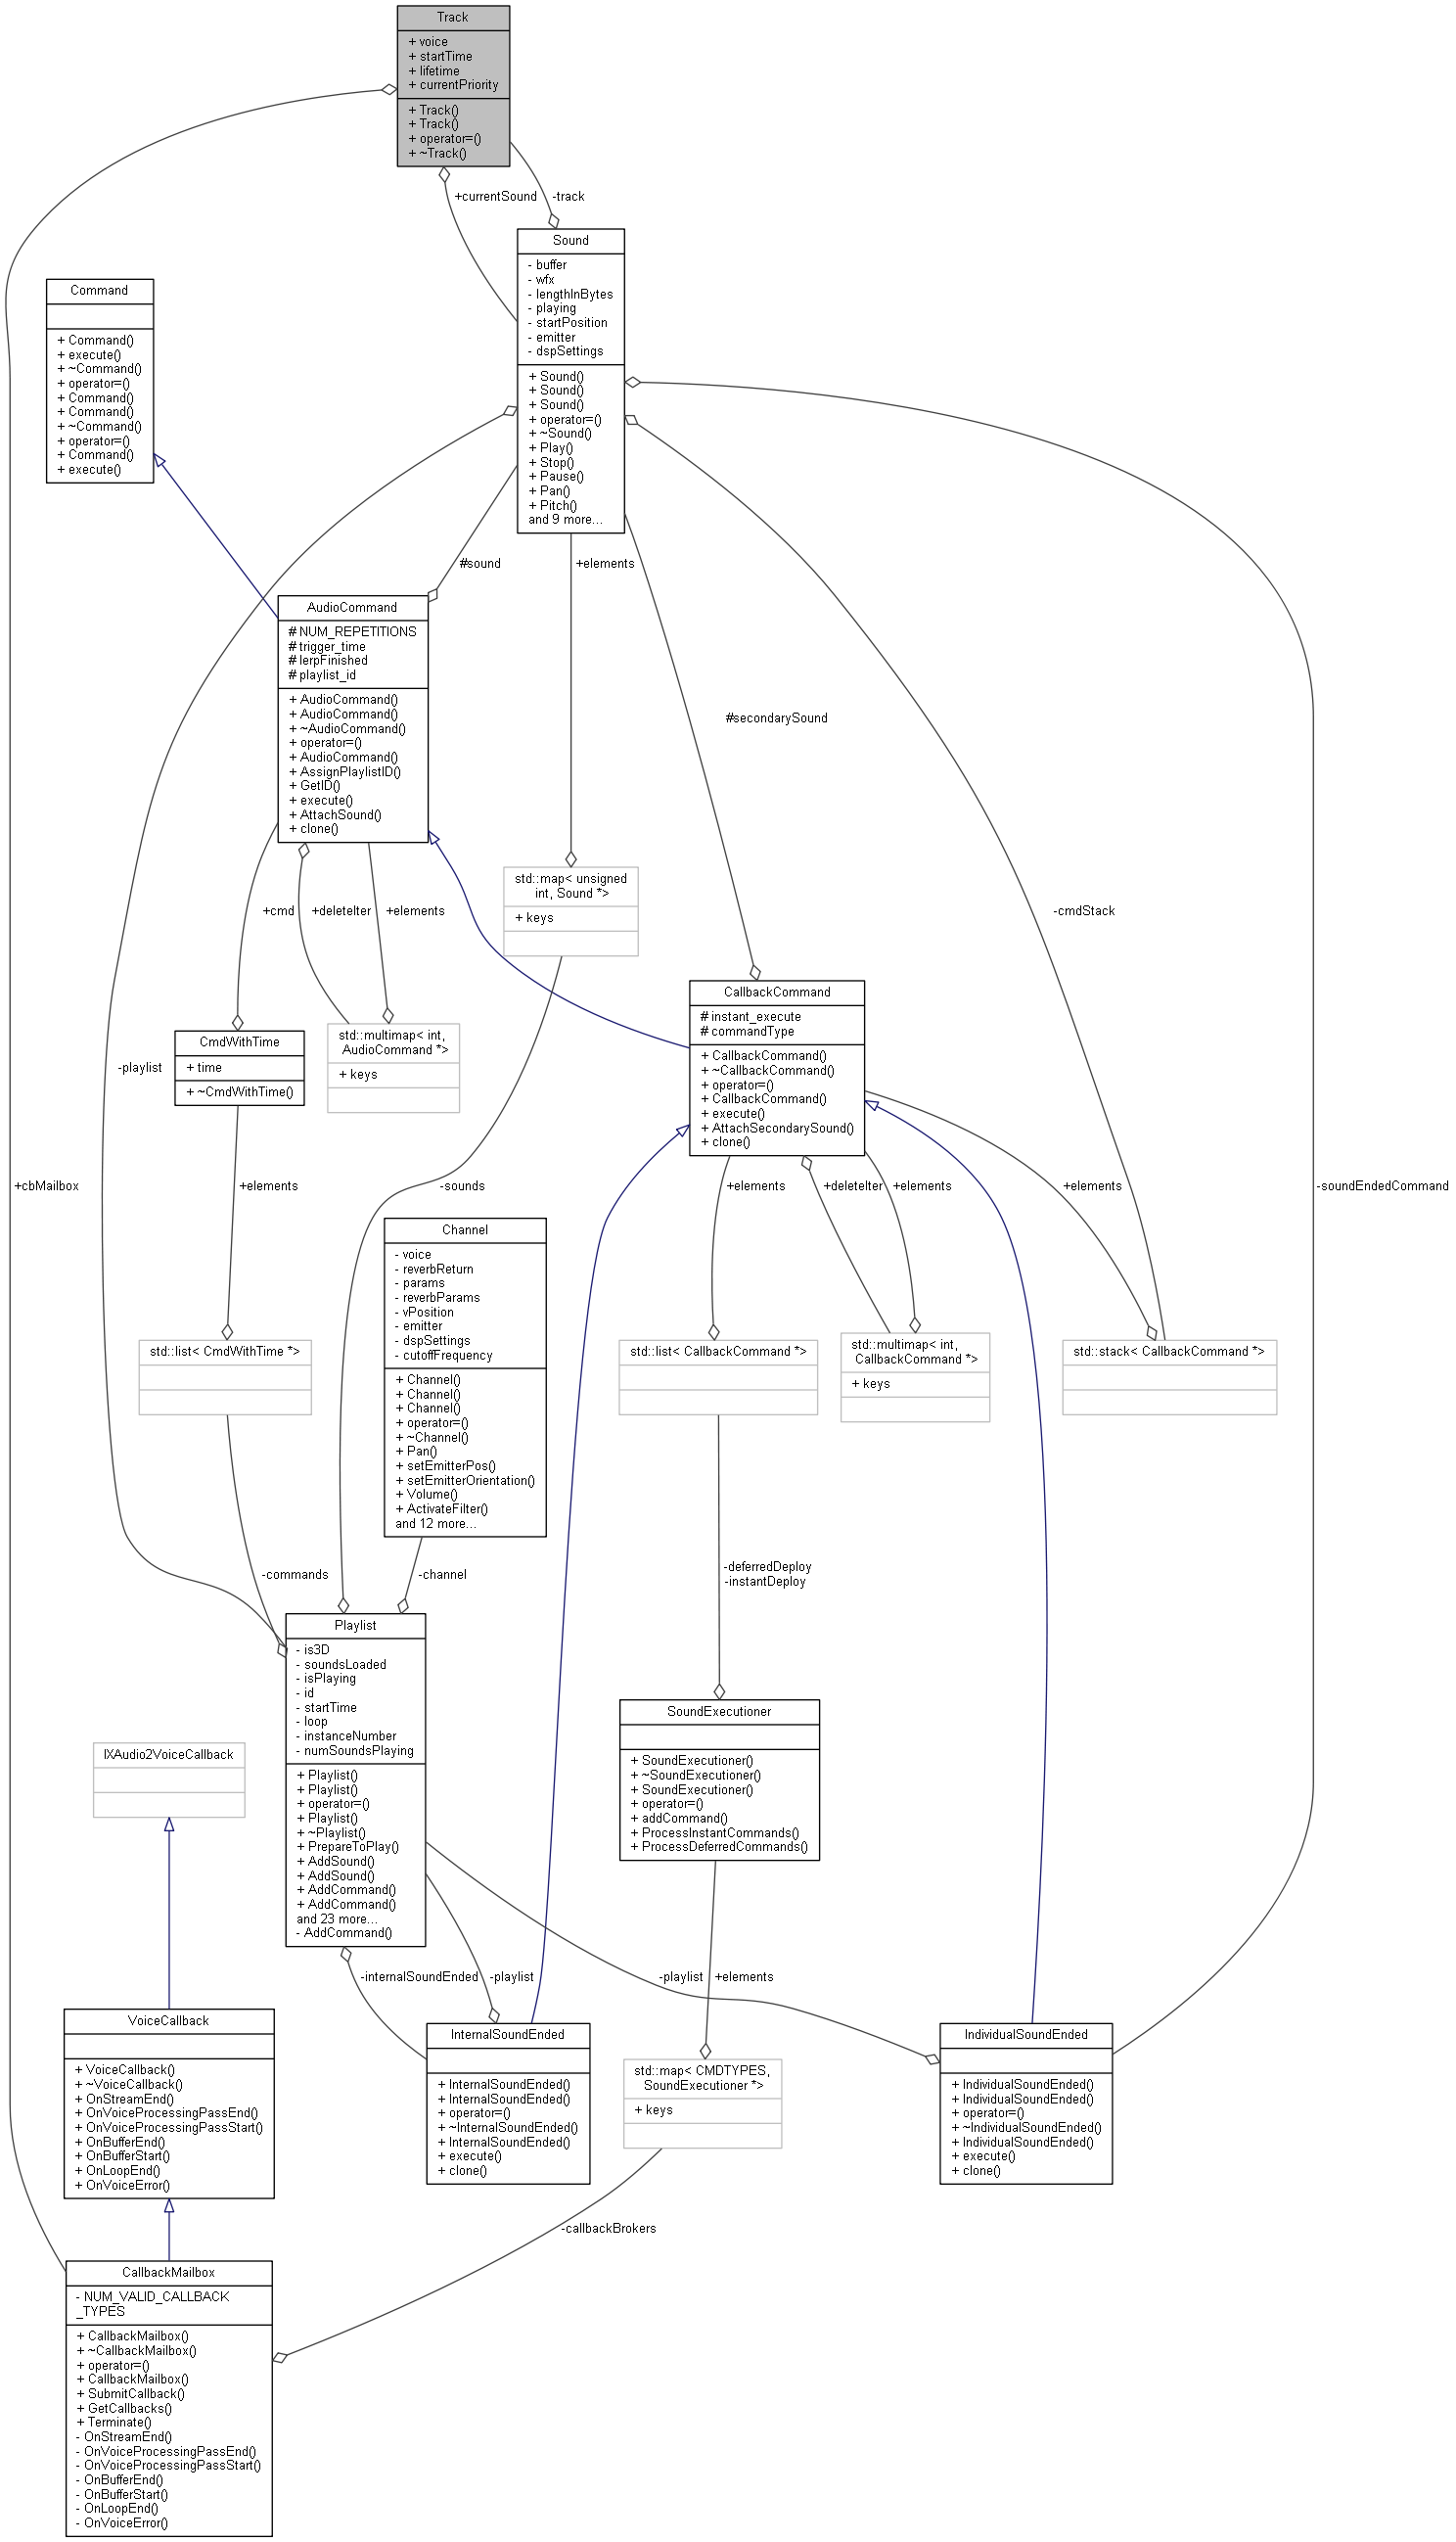 Track
+ voice
+ startTime
+ lifetime
+ currentPriority
+ Track()
+ Track()
+ operator=()
+ ~Track()
+currentSound
-track
Sound
- buffer
- wfx
- lengthInBytes
- playing
- startPosition
- emitter
- dspSettings
+ Sound()
+ Sound()
+ Sound()
+ operator=()
+ ~Sound()
+ Play()
+ Stop()
+ Pause()
+ Pan()
+ Pitch()
and 9 more...
Command
+ Command()
+ execute()
+ ~Command()
+ operator=()
+ Command()
+ Command()
+ ~Command()
+ operator=()
+ Command()
+ execute()
#sound
+elements
AudioCommand
# NUM_REPETITIONS
# trigger_time
# lerpFinished
# playlist_id
+ AudioCommand()
+ AudioCommand()
+ ~AudioCommand()
+ operator=()
+ AudioCommand()
+ AssignPlaylistID()
+ GetID()
+ execute()
+ AttachSound()
+ clone()
#secondarySound
std::map< unsigned
int, Sound *>
+ keys
+cmd
+deleteIter
+elements
-cmdStack
CallbackCommand
# instant_execute
# commandType
+ CallbackCommand()
+ ~CallbackCommand()
+ operator=()
+ CallbackCommand()
+ execute()
+ AttachSecondarySound()
+ clone()
CmdWithTime
+ time
+ ~CmdWithTime()
std::multimap< int,
AudioCommand *>
+ keys
-playlist
+cbMailbox
+elements
-sounds
+elements
+deleteIter
+elements
+elements
-soundEndedCommand
Channel
- voice
- reverbReturn
- params
- reverbParams
- vPosition
- emitter
- dspSettings
- cutoffFrequency
+ Channel()
+ Channel()
+ Channel()
+ operator=()
+ ~Channel()
+ Pan()
+ setEmitterPos()
+ setEmitterOrientation()
+ Volume()
+ ActivateFilter()
and 12 more...
std::list< CmdWithTime *>
std::list< CallbackCommand *>
std::multimap< int,
CallbackCommand *>
+ keys
std::stack< CallbackCommand *>
-commands
-channel
-deferredDeploy
-instantDeploy
Playlist
- is3D
- soundsLoaded
- isPlaying
- id
- startTime
- loop
- instanceNumber
- numSoundsPlaying
+ Playlist()
+ Playlist()
+ operator=()
+ Playlist()
+ ~Playlist()
+ PrepareToPlay()
+ AddSound()
+ AddSound()
+ AddCommand()
+ AddCommand()
and 23 more...
- AddCommand()
SoundExecutioner
+ SoundExecutioner()
+ ~SoundExecutioner()
+ SoundExecutioner()
+ operator=()
+ addCommand()
+ ProcessInstantCommands()
+ ProcessDeferredCommands()
IXAudio2VoiceCallback
-internalSoundEnded
-playlist
-playlist
+elements
VoiceCallback
+ VoiceCallback()
+ ~VoiceCallback()
+ OnStreamEnd()
+ OnVoiceProcessingPassEnd()
+ OnVoiceProcessingPassStart()
+ OnBufferEnd()
+ OnBufferStart()
+ OnLoopEnd()
+ OnVoiceError()
InternalSoundEnded
+ InternalSoundEnded()
+ InternalSoundEnded()
+ operator=()
+ ~InternalSoundEnded()
+ InternalSoundEnded()
+ execute()
+ clone()
std::map< CMDTYPES,
SoundExecutioner *>
+ keys
IndividualSoundEnded
+ IndividualSoundEnded()
+ IndividualSoundEnded()
+ operator=()
+ ~IndividualSoundEnded()
+ IndividualSoundEnded()
+ execute()
+ clone()
-callbackBrokers
CallbackMailbox
- NUM_VALID_CALLBACK
_TYPES
+ CallbackMailbox()
+ ~CallbackMailbox()
+ operator=()
+ CallbackMailbox()
+ SubmitCallback()
+ GetCallbacks()
+ Terminate()
- OnStreamEnd()
- OnVoiceProcessingPassEnd()
- OnVoiceProcessingPassStart()
- OnBufferEnd()
- OnBufferStart()
- OnLoopEnd()
- OnVoiceError()